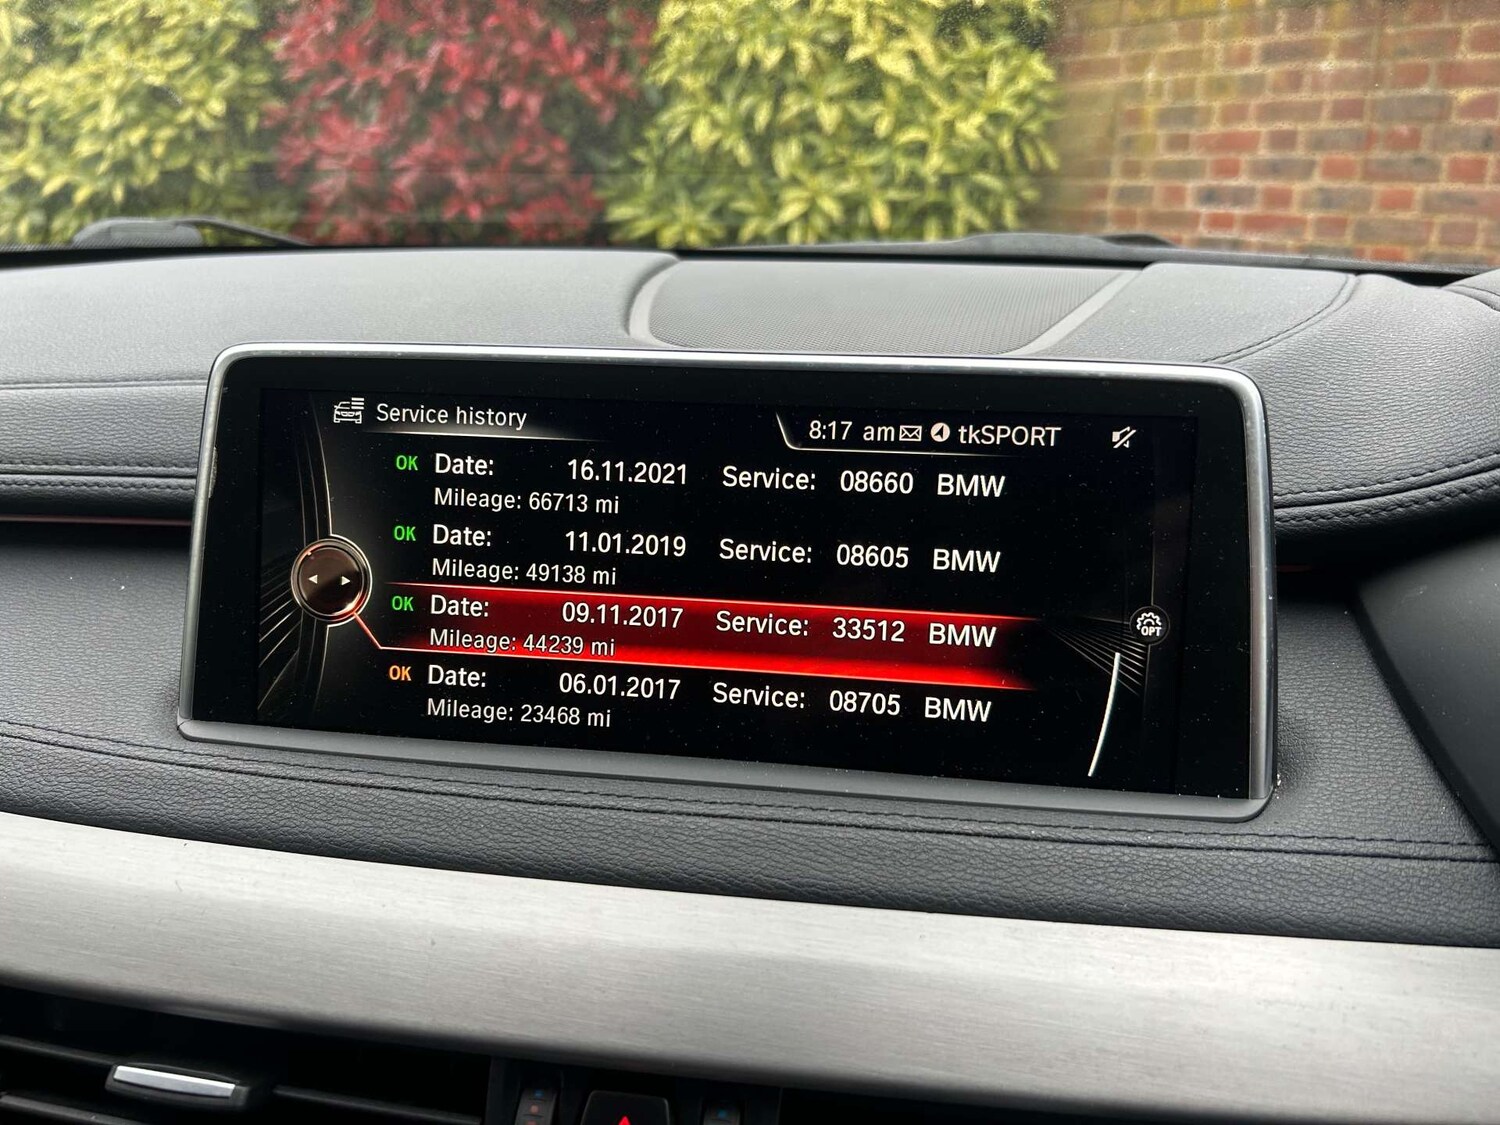 Service history
8:17 am tkSPORT
OK Date: 16.11.2021 Service: 08660 BMW
Mileage: 66713 mi
OK Date: 11.01.2019 Service: 08605 BMW
Mileage: 49138 mi
OK Date: 09.11.2017 Service: 33512 BMW
Mileage: 44239 mi
OK Date: 06.01.2017 Service: 08705 BMW
Mileage: 23468 mi
OPT